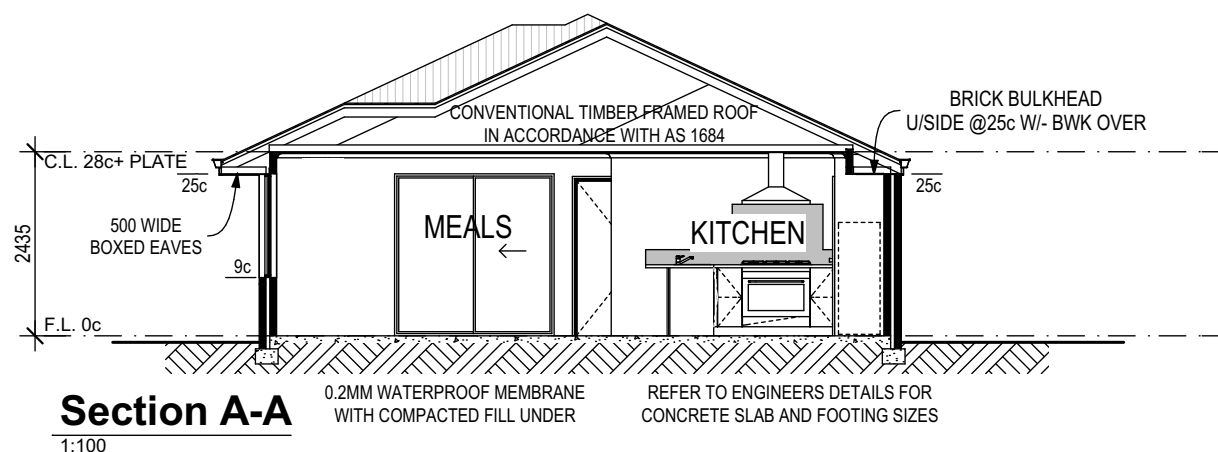 CONVENTIONAL TIMBER FRAMED ROOF
IN ACCORDANCE WITH AS 1684
BRICK BULKHEAD
U/SIDE @25c W/- BWK OVER
C.L. 28c+ PLATE
25c
25c
500 WIDE
BOXED EAVES
MEALS
KITCHEN
2435
9c
F.L. 0c
0.2MM WATERPROOF MEMBRANE
WITH COMPACTED FILL UNDER
REFER TO ENGINEERS DETAILS FOR
CONCRETE SLAB AND FOOTING SIZES
Section A-A
1:100